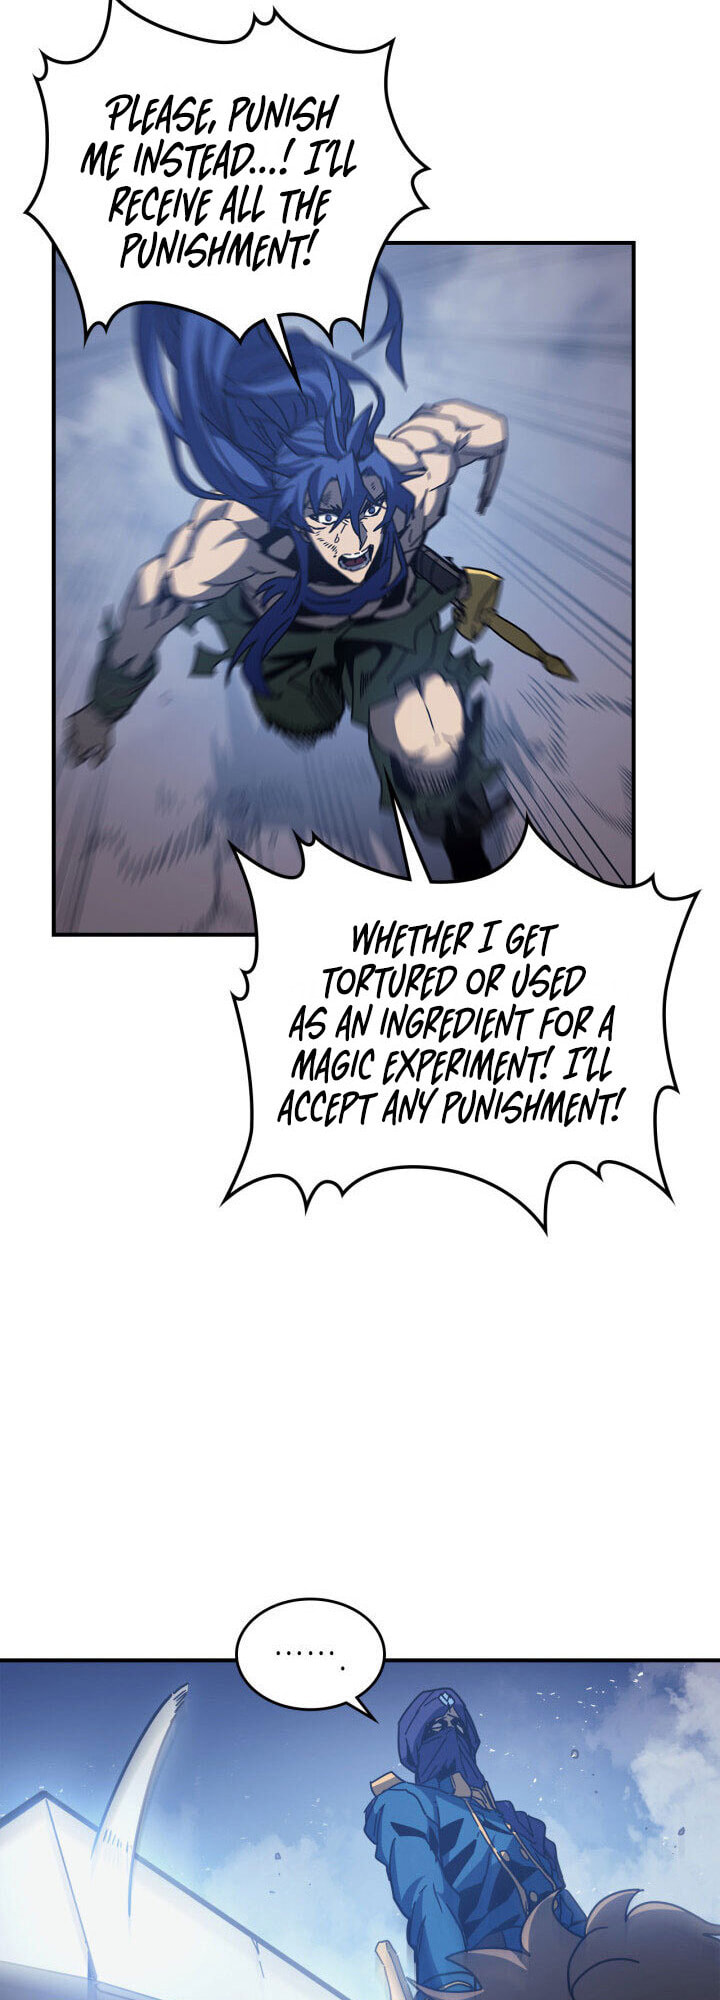 PLEASE, PUNISH
ME INSTEAD...! I'LL
RECEIVE ALL THE
PUNISHMENT!
WHETHER I GET
TORTURED OR USED
AS AN INGREDIENT FOR A
MAGIC EXPERIMENT! I'LL
ACCEPT ANY PUNISHMENT!
.......